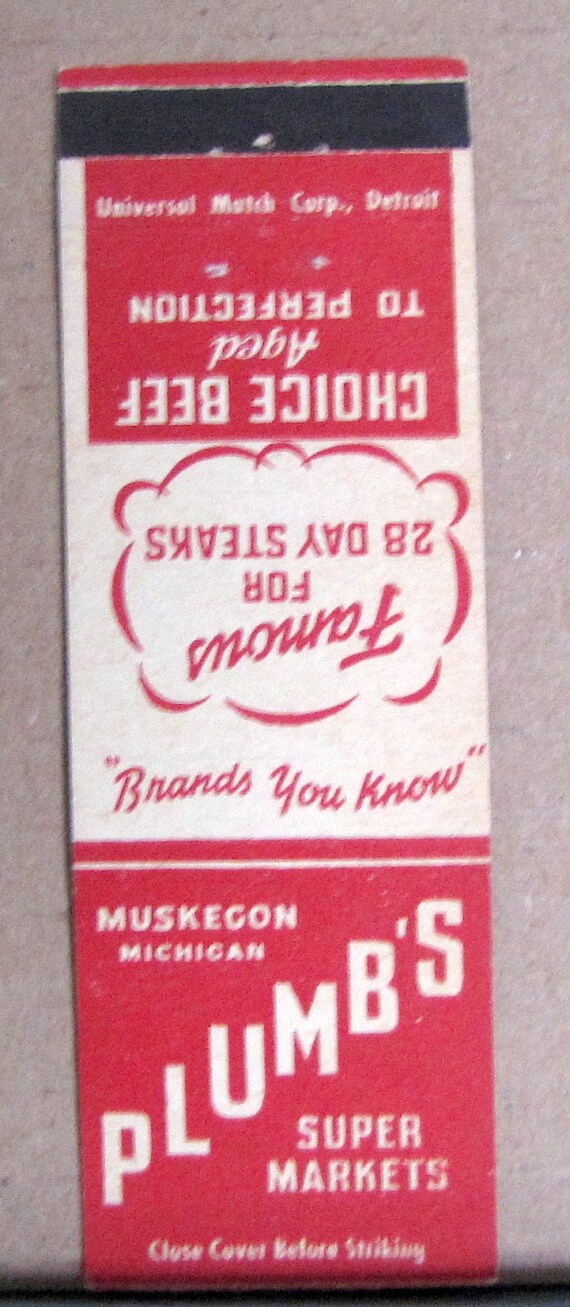 Universal Match Corp., Detroit
CHOICE BEEF
Aged
TO PERFECTION
Famous
FOR
28 DAY STEAKS
"Brands You Know"
MUSKEGON
MICHIGAN
PLUMB'S
SUPER
MARKETS
Close Cover Before Striking